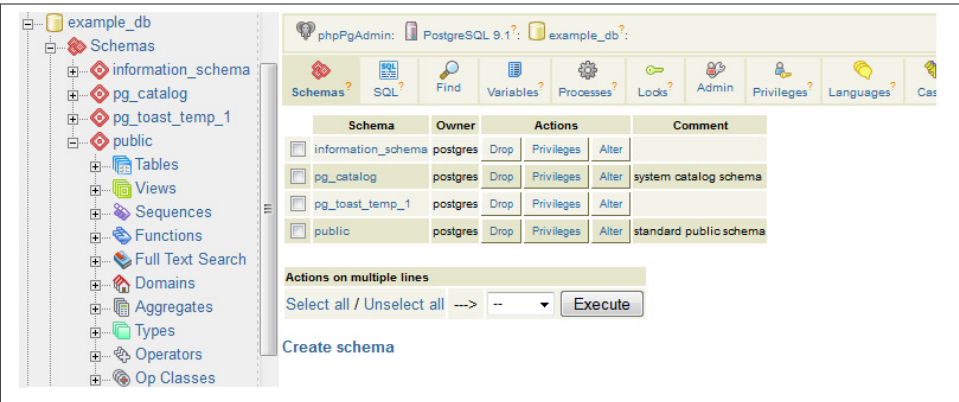 example_db
Schemas
information_schema
pg_catalog
pg_toast_temp_1
public
Tables
Views
Sequences
Functions
Full Text Search
Domains
Aggregates
Types
Operators
Op Classes
phpPgAdmin: PostgreSQL 9.1?: example_db?:
Schemas? SQL? Find Variables? Processes? Locks? Admin Privileges? Languages? Cas
Schema Owner Actions Comment
information_schema postgres Drop Privileges Alter
pg_catalog postgres Drop Privileges Alter system catalog schema
pg_toast_temp_1 postgres Drop Privileges Alter
public postgres Drop Privileges Alter standard public schema
Actions on multiple lines
Select all / Unselect all ---> -- Execute
Create schema